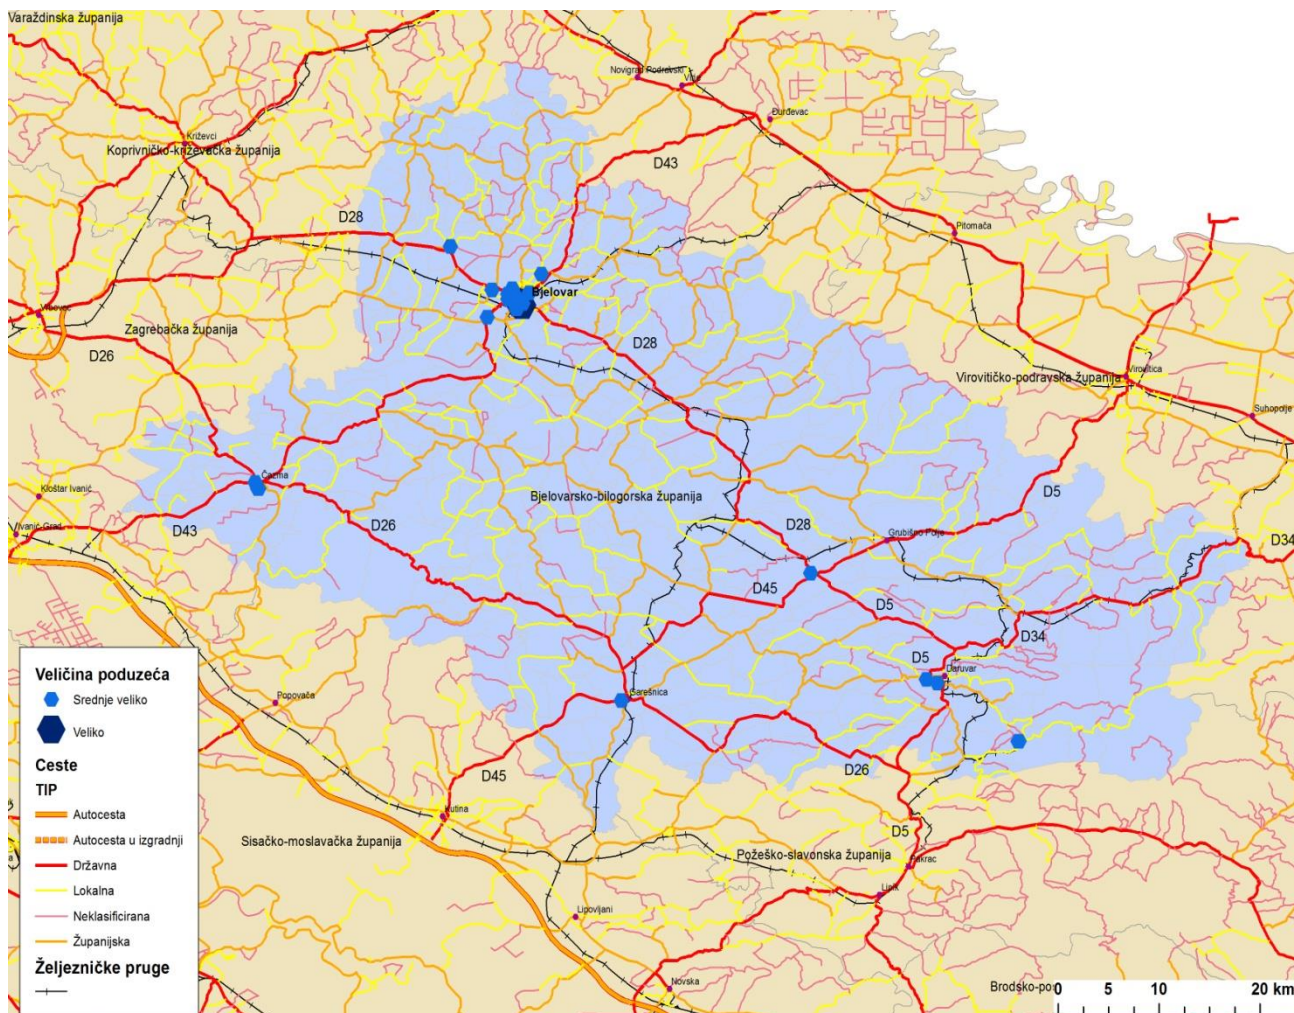 Varaždinska županija
Novigrad Podravski
Virje
Đurđevac
Križevci
Koprivničko-križevačka županija
D43
D28
Pitomača
Bjelovar
Vrbovec
Zagrebačka županija
D26
D28
Virovitičko-podravska županija
Virovitica
Suhopolje
Čazma
Kloštar Ivanić
Bjelovarsko-bilogorska županija
D5
Ivanić-Grad
D43
D26
D28
Grubišno Polje
D34
D45
D5
D34
D5
Daruvar
Garešnica
Popovača
D26
D45
Kutina
D5
Sisačko-moslavačka županija
Požeško-slavonska županija
Pakrac
Lipik
Lipovljani
Novska
Veličina poduzeća
Srednje veliko
Veliko
Ceste
TIP
Autocesta
Autocesta u izgradnji
Državna
Lokalna
Neklasificirana
Županijska
Željezničke pruge
Brodsko-po
0 5 10 20 km